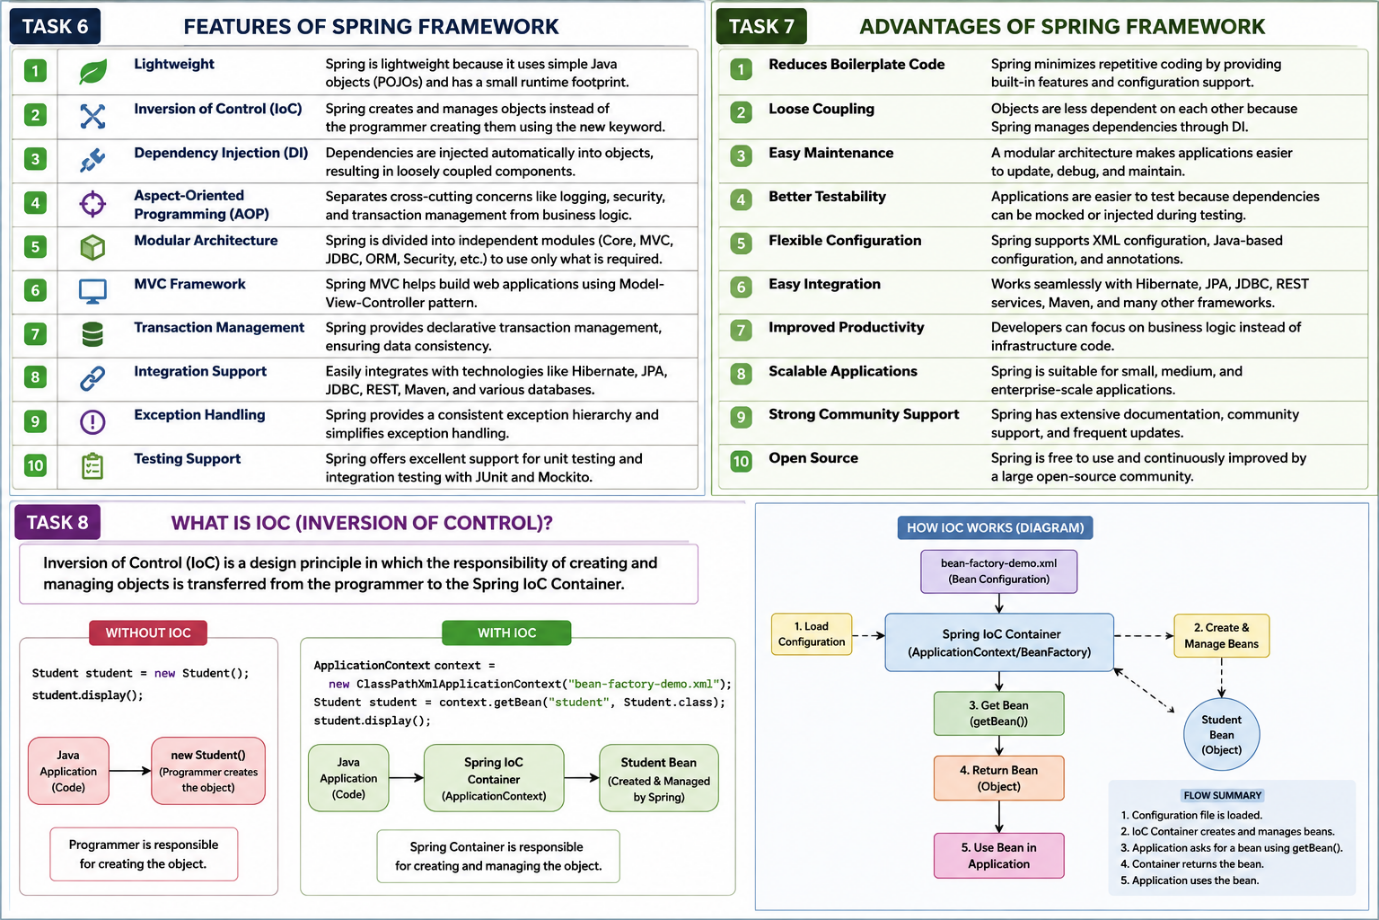 TASK 6
FEATURES OF SPRING FRAMEWORK
1
Lightweight
Spring is lightweight because it uses simple Java
objects (POJOs) and has a small runtime footprint.
2
Inversion of Control (IoC)
Spring creates and manages objects instead of
the programmer creating them using the new keyword.
3
Dependency Injection (DI)
Dependencies are injected automatically into objects,
resulting in loosely coupled components.
4
Aspect-Oriented
Programming (AOP)
Separates cross-cutting concerns like logging, security,
and transaction management from business logic.
5
Modular Architecture
Spring is divided into independent modules (Core, MVC,
JDBC, ORM, Security, etc.) to use only what is required.
6
MVC Framework
Spring MVC helps build web applications using Model-
View-Controller pattern.
7
Transaction Management
Spring provides declarative transaction management,
ensuring data consistency.
8
Integration Support
Easily integrates with technologies like Hibernate, JPA,
JDBC, REST, Maven, and various databases.
9
Exception Handling
Spring provides a consistent exception hierarchy and
simplifies exception handling.
10
Testing Support
Spring offers excellent support for unit testing and
integration testing with JUnit and Mockito.
TASK 7
ADVANTAGES OF SPRING FRAMEWORK
1
Reduces Boilerplate Code
Spring minimizes repetitive coding by providing
built-in features and configuration support.
2
Loose Coupling
Objects are less dependent on each other because
Spring manages dependencies through DI.
3
Easy Maintenance
A modular architecture makes applications easier
to update, debug, and maintain.
4
Better Testability
Applications are easier to test because dependencies
can be mocked or injected during testing.
5
Flexible Configuration
Spring supports XML configuration, Java-based
configuration, and annotations.
6
Easy Integration
Works seamlessly with Hibernate, JPA, JDBC, REST
services, Maven, and many other frameworks.
7
Improved Productivity
Developers can focus on business logic instead of
infrastructure code.
8
Scalable Applications
Spring is suitable for small, medium, and
enterprise-scale applications.
9
Strong Community Support
Spring has extensive documentation, community
support, and frequent updates.
10
Open Source
Spring is free to use and continuously improved by
a large open-source community.
TASK 8
WHAT IS IOC (INVERSION OF CONTROL)?
Inversion of Control (IoC) is a design principle in which the responsibility of creating and
managing objects is transferred from the programmer to the Spring IoC Container.
WITHOUT IOC
Student student = new Student();
student.display();
Java
Application
(Code)
new Student()
(Programmer creates
the object)
Programmer is responsible
for creating the object.
WITH IOC
ApplicationContext context =
new ClassPathXmlApplicationContext("bean-factory-demo.xml");
Student student = context.getBean("student", Student.class);
student.display();
Java
Application
(Code)
Spring IoC
Container
(ApplicationContext)
Student Bean
(Created & Managed
by Spring)
Spring Container is responsible
for creating and managing the object.
HOW IOC WORKS (DIAGRAM)
bean-factory-demo.xml
(Bean Configuration)
1. Load
Configuration
Spring IoC Container
(ApplicationContext/BeanFactory)
2. Create &
Manage Beans
3. Get Bean
(getBean())
Student
Bean
(Object)
4. Return Bean
(Object)
5. Use Bean in
Application
FLOW SUMMARY
1. Configuration file is loaded.
2. IoC Container creates and manages beans.
3. Application asks for a bean using getBean().
4. Container returns the bean.
5. Application uses the bean.